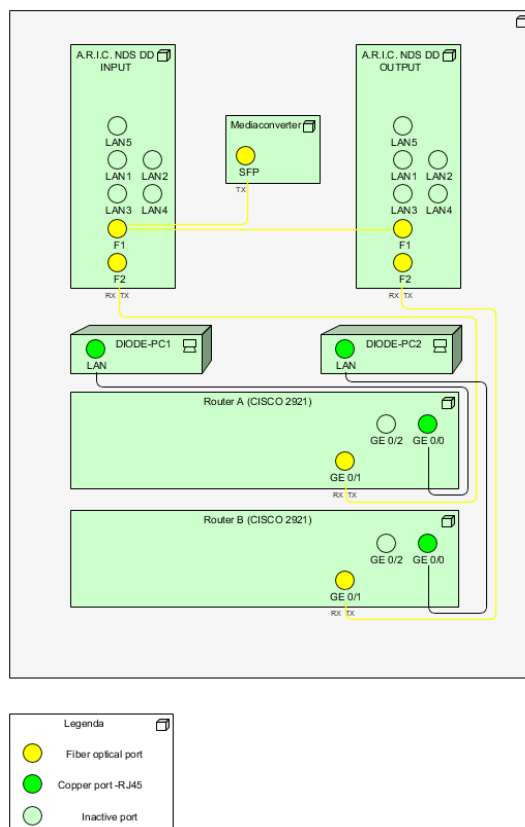 A.R.I.C. NDS DD
INPUT
LAN5
LAN1 LAN2
LAN3 LAN4
F1
F2
RX TX
Mediaconverter
SFP
TX
A.R.I.C. NDS DD
OUTPUT
LAN5
LAN1 LAN2
LAN3 LAN4
F1
F2
RX TX
DIODE-PC1
LAN
DIODE-PC2
LAN
Router A (CISCO 2921)
GE 0/2 GE 0/0
GE 0/1
RX TX
Router B (CISCO 2921)
GE 0/2 GE 0/0
GE 0/1
RX TX
Legenda
Fiber optical port
Copper port -RJ45
Inactive port